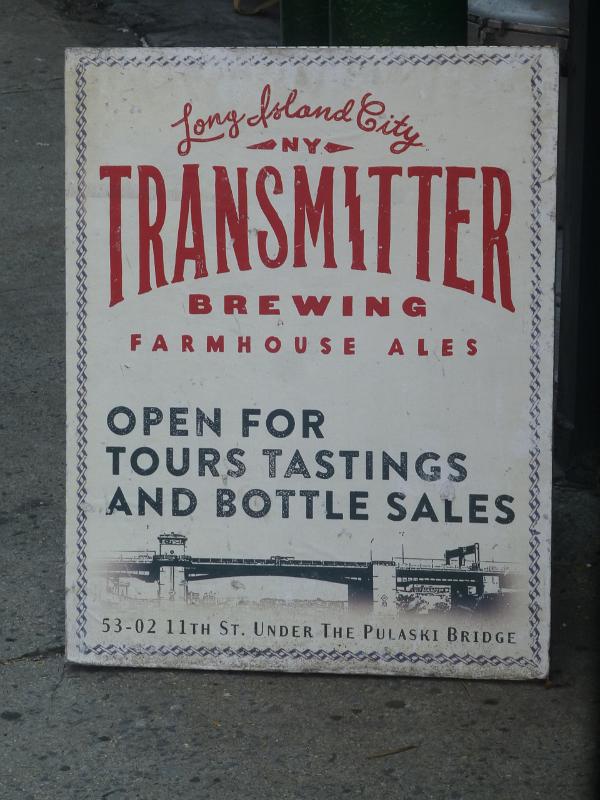 Long Island City
NY
TRANSMITTER
BREWING
FARMHOUSE ALES
OPEN FOR
TOURS TASTINGS
AND BOTTLE SALES
53-02 11TH ST. UNDER THE PULASKI BRIDGE